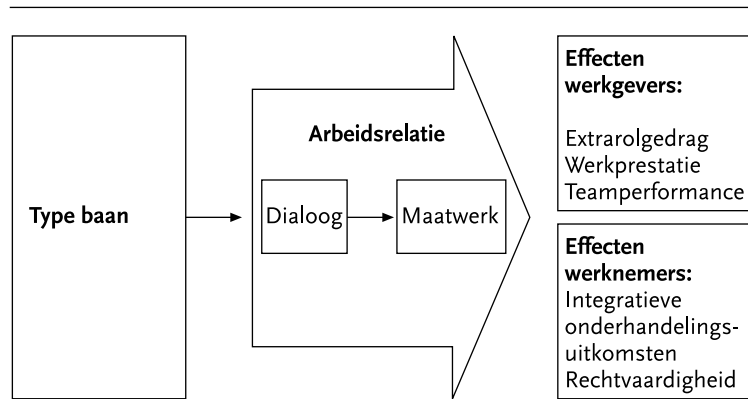 Type baan
Arbeidsrelatie
Dialoog
Maatwerk
Effecten
werkgevers:
Extrarolgedrag
Werkprestatie
Teamperformance
Effecten
werknemers:
Integratieve
onderhandelings-
uitkomsten
Rechtvaardigheid